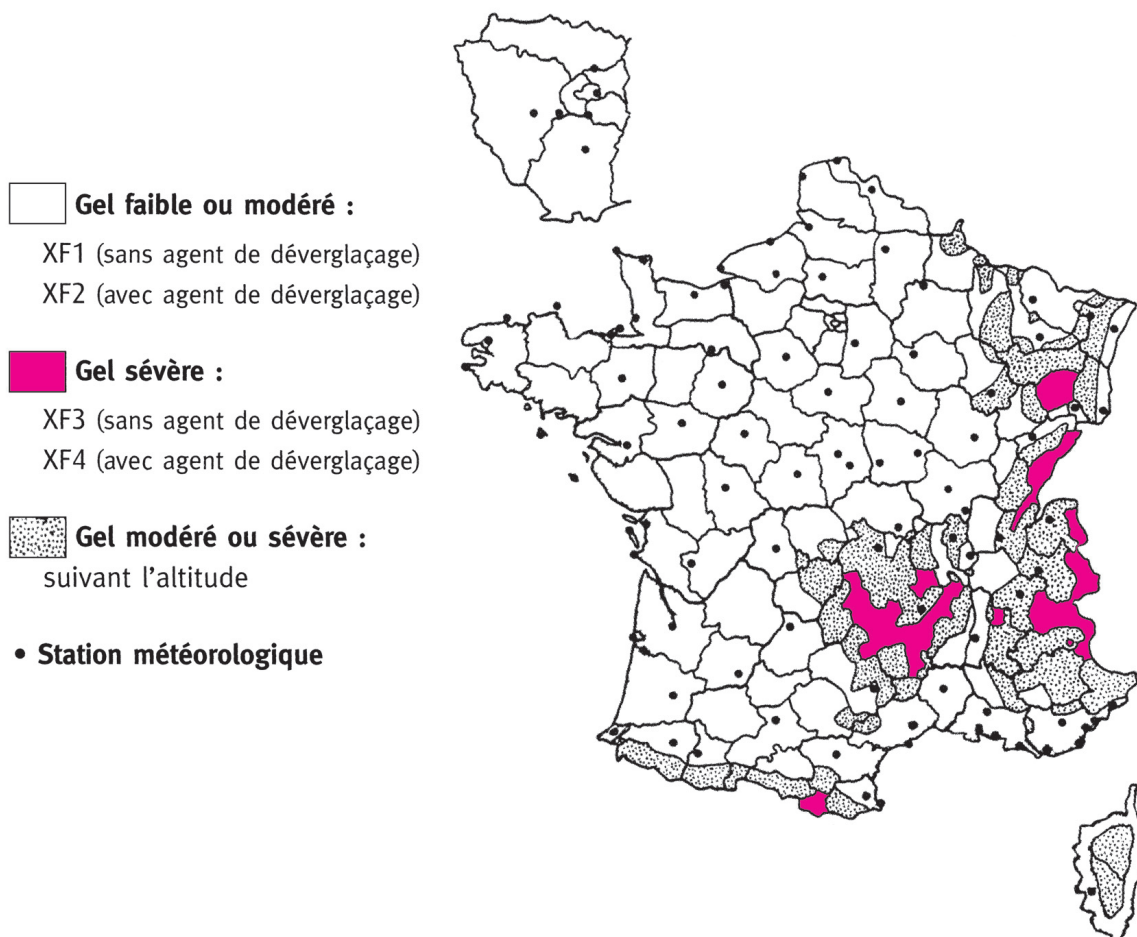 Gel faible ou modéré :
XF1 (sans agent de déverglaçage)
XF2 (avec agent de déverglaçage)
Gel sévère :
XF3 (sans agent de déverglaçage)
XF4 (avec agent de déverglaçage)
Gel modéré ou sévère :
suivant l'altitude
• Station météorologique